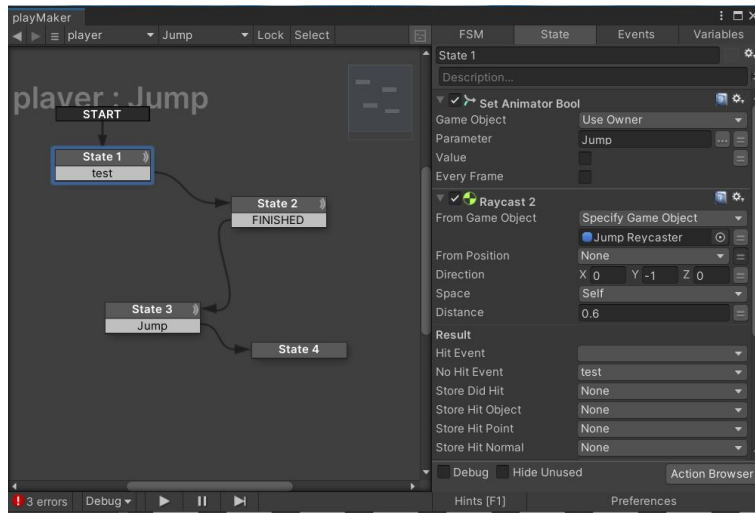 playMaker
player Jump Lock Select
player : Jump
START
State 1
test
State 2
FINISHED
State 3
Jump
State 4
3 errors Debug
FSM State Events Variables
State 1
Description...
Set Animator Bool
Game Object Use Owner
Parameter Jump
Value
Every Frame
Raycast 2
From Game Object Specify Game Object
Jump Reycaster
From Position None
Direction X 0 Y -1 Z 0
Space Self
Distance 0.6
Result
Hit Event
No Hit Event test
Store Did Hit None
Store Hit Object None
Store Hit Point None
Store Hit Normal None
Debug Hide Unused Action Browser
Hints [F1] Preferences